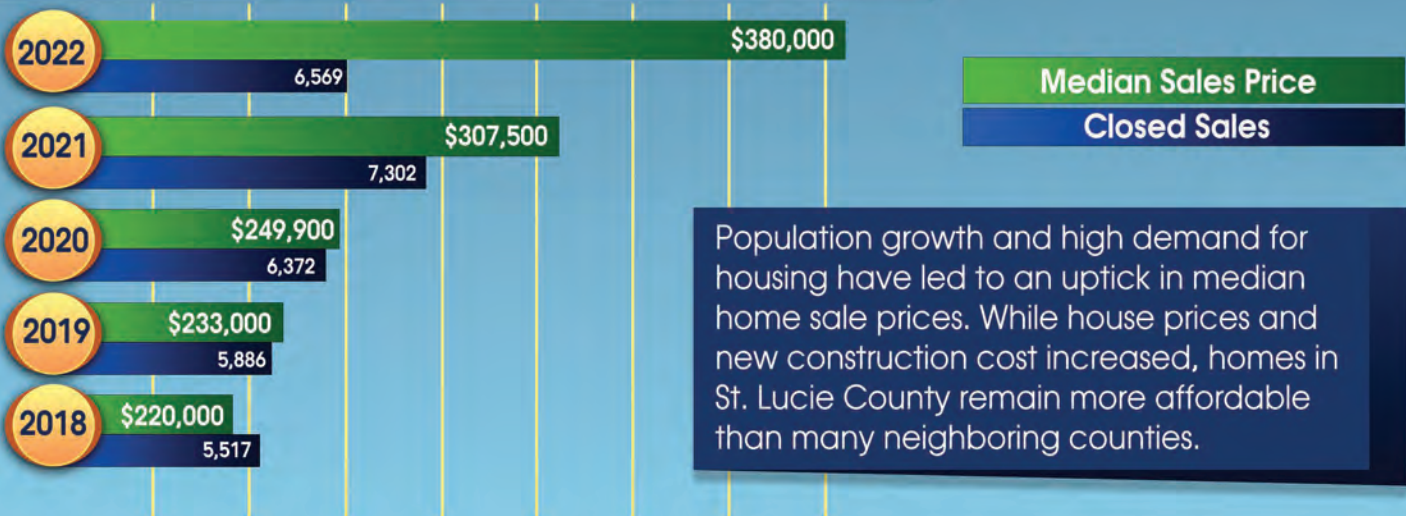 2022
$380,000
6,569
2021
$307,500
7,302
2020
$249,900
6,372
2019
$233,000
5,886
2018
$220,000
5,517
Median Sales Price
Closed Sales
Population growth and high demand for
housing have led to an uptick in median
home sale prices. While house prices and
new construction cost increased, homes in
St. Lucie County remain more affordable
than many neighboring counties.